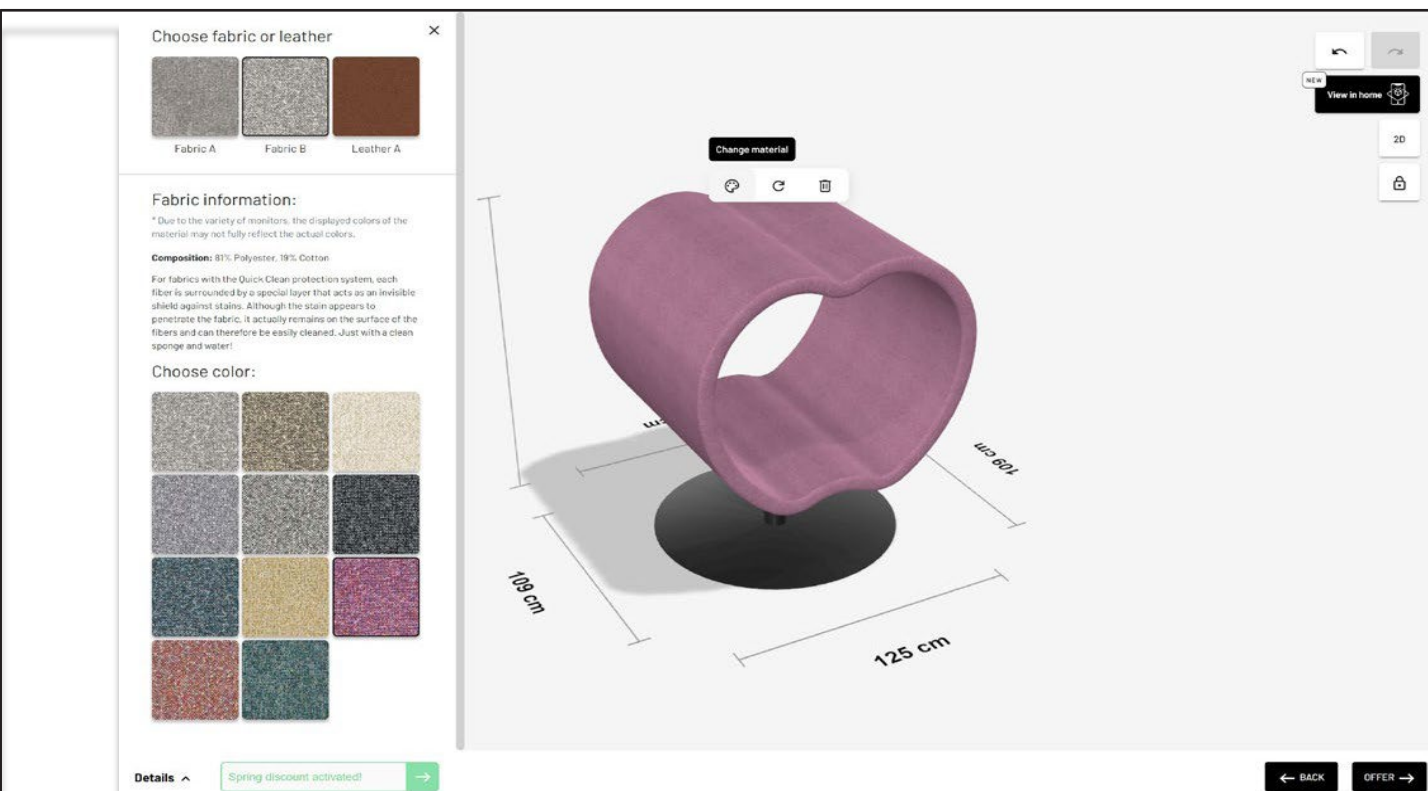 Choose fabric or leather
Fabric A
Fabric B
Leather A
Fabric information:
* Due to the variety of monitors, the displayed colors of the
material may not fully reflect the actual colors.
Composition: 81% Polyester, 19% Cotton
For fabrics with the Quick Clean protection system, each
fiber is surrounded by a special layer that acts as an invisible
shield against stains. Although the stain appears to
penetrate the fabric, it actually remains on the surface of the
fibers and can therefore be easily cleaned. Just with a clean
sponge and water!
Choose color:
Details
Spring discount activated!
Change material
109 cm
109 cm
125 cm
NEW
View in home
2D
← BACK
OFFER →